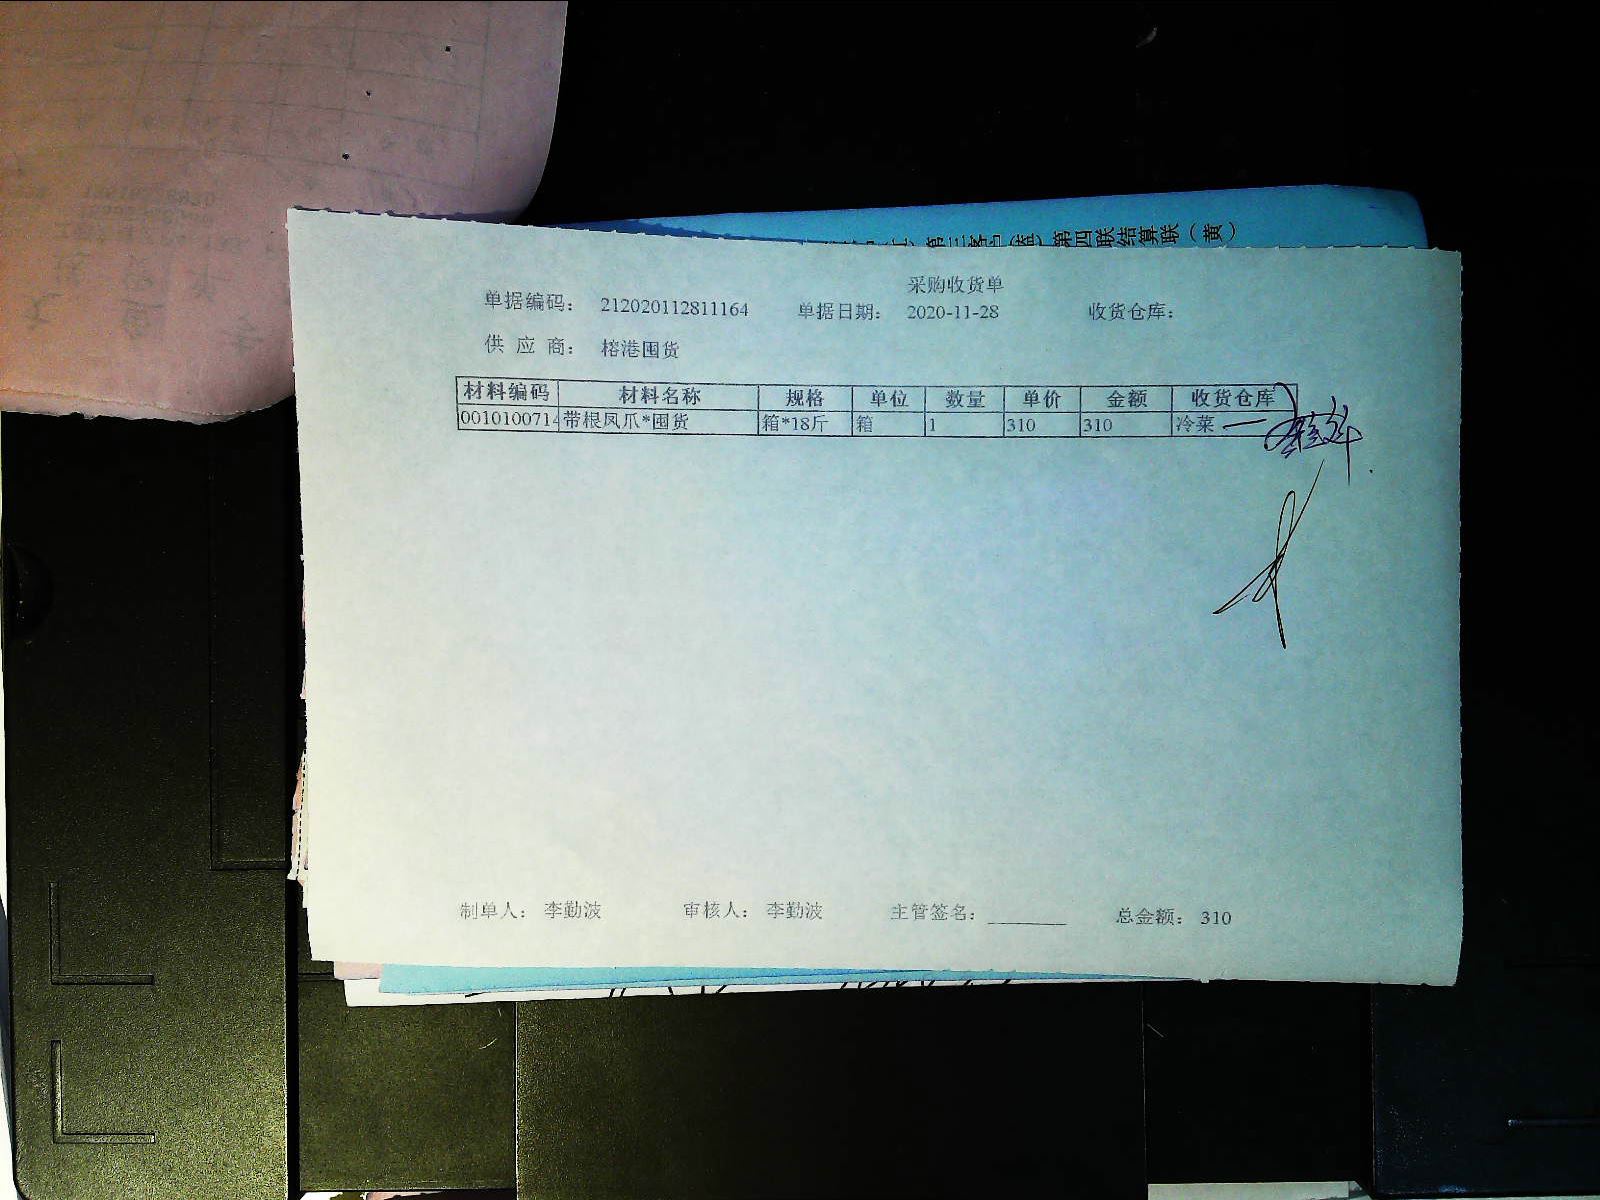 第四联结算联（黄）
采购收货单
单据编码： 212020112811164 单据日期： 2020-11-28 收货仓库：
供 应 商： 榕港囤货
材料编码 材料名称 规格 单位 数量 单价 金额 收货仓库
0010100714 带根凤爪*囤货 箱*18斤 箱 1 310 310 冷菜
制单人： 李勤波 审核人： 李勤波 主管签名： ________ 总金额： 310